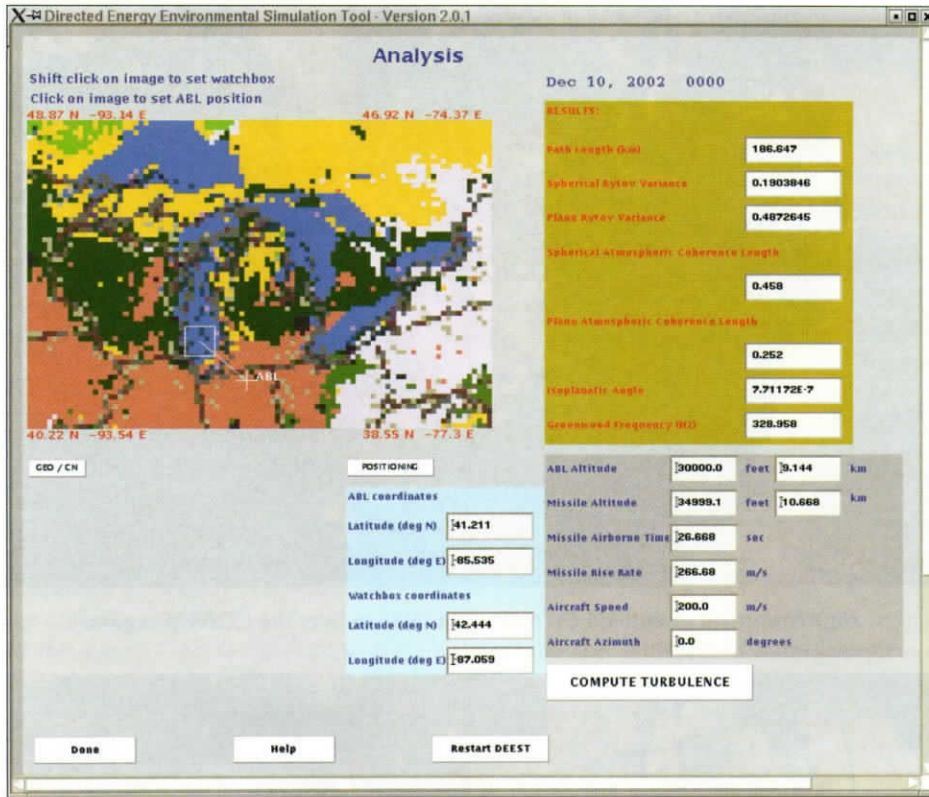 Directed Energy Environmental Simulation Tool - Version 2.0.1
Analysis
Shift click on image to set watchbox
Click on image to set ABL position
48.87 N -93.14 E
46.92 N -74.37 E
ABL
40.22 N -93.54 E
38.55 N -77.3 E
GEO / CN
POSITIONING
ABL coordinates
Latitude (deg N) 41.211
Longitude (deg E) -85.535
Watchbox coordinates
Latitude (deg N) 42.444
Longitude (deg E) -87.059
Dec 10, 2002 0000
RESULTS:
Path Length (km) 186.647
Spherical Rytov Variance 0.1903846
Plane Rytov Variance 0.4872645
Spherical Atmospheric Coherence Length
0.458
Plane Atmospheric Coherence Length
0.252
Isoplanatic Angle 7.71172E-7
Greenwood Frequency (HZ) 328.958
ABL Altitude 30000.0 feet 9.144 km
Missile Altitude 34999.1 feet 10.668 km
Missile Airborne Time 26.668 sec
Missile Rise Rate 266.68 m/s
Aircraft Speed 200.0 m/s
Aircraft Azimuth 0.0 degrees
COMPUTE TURBULENCE
Done
Help
Restart DEEST